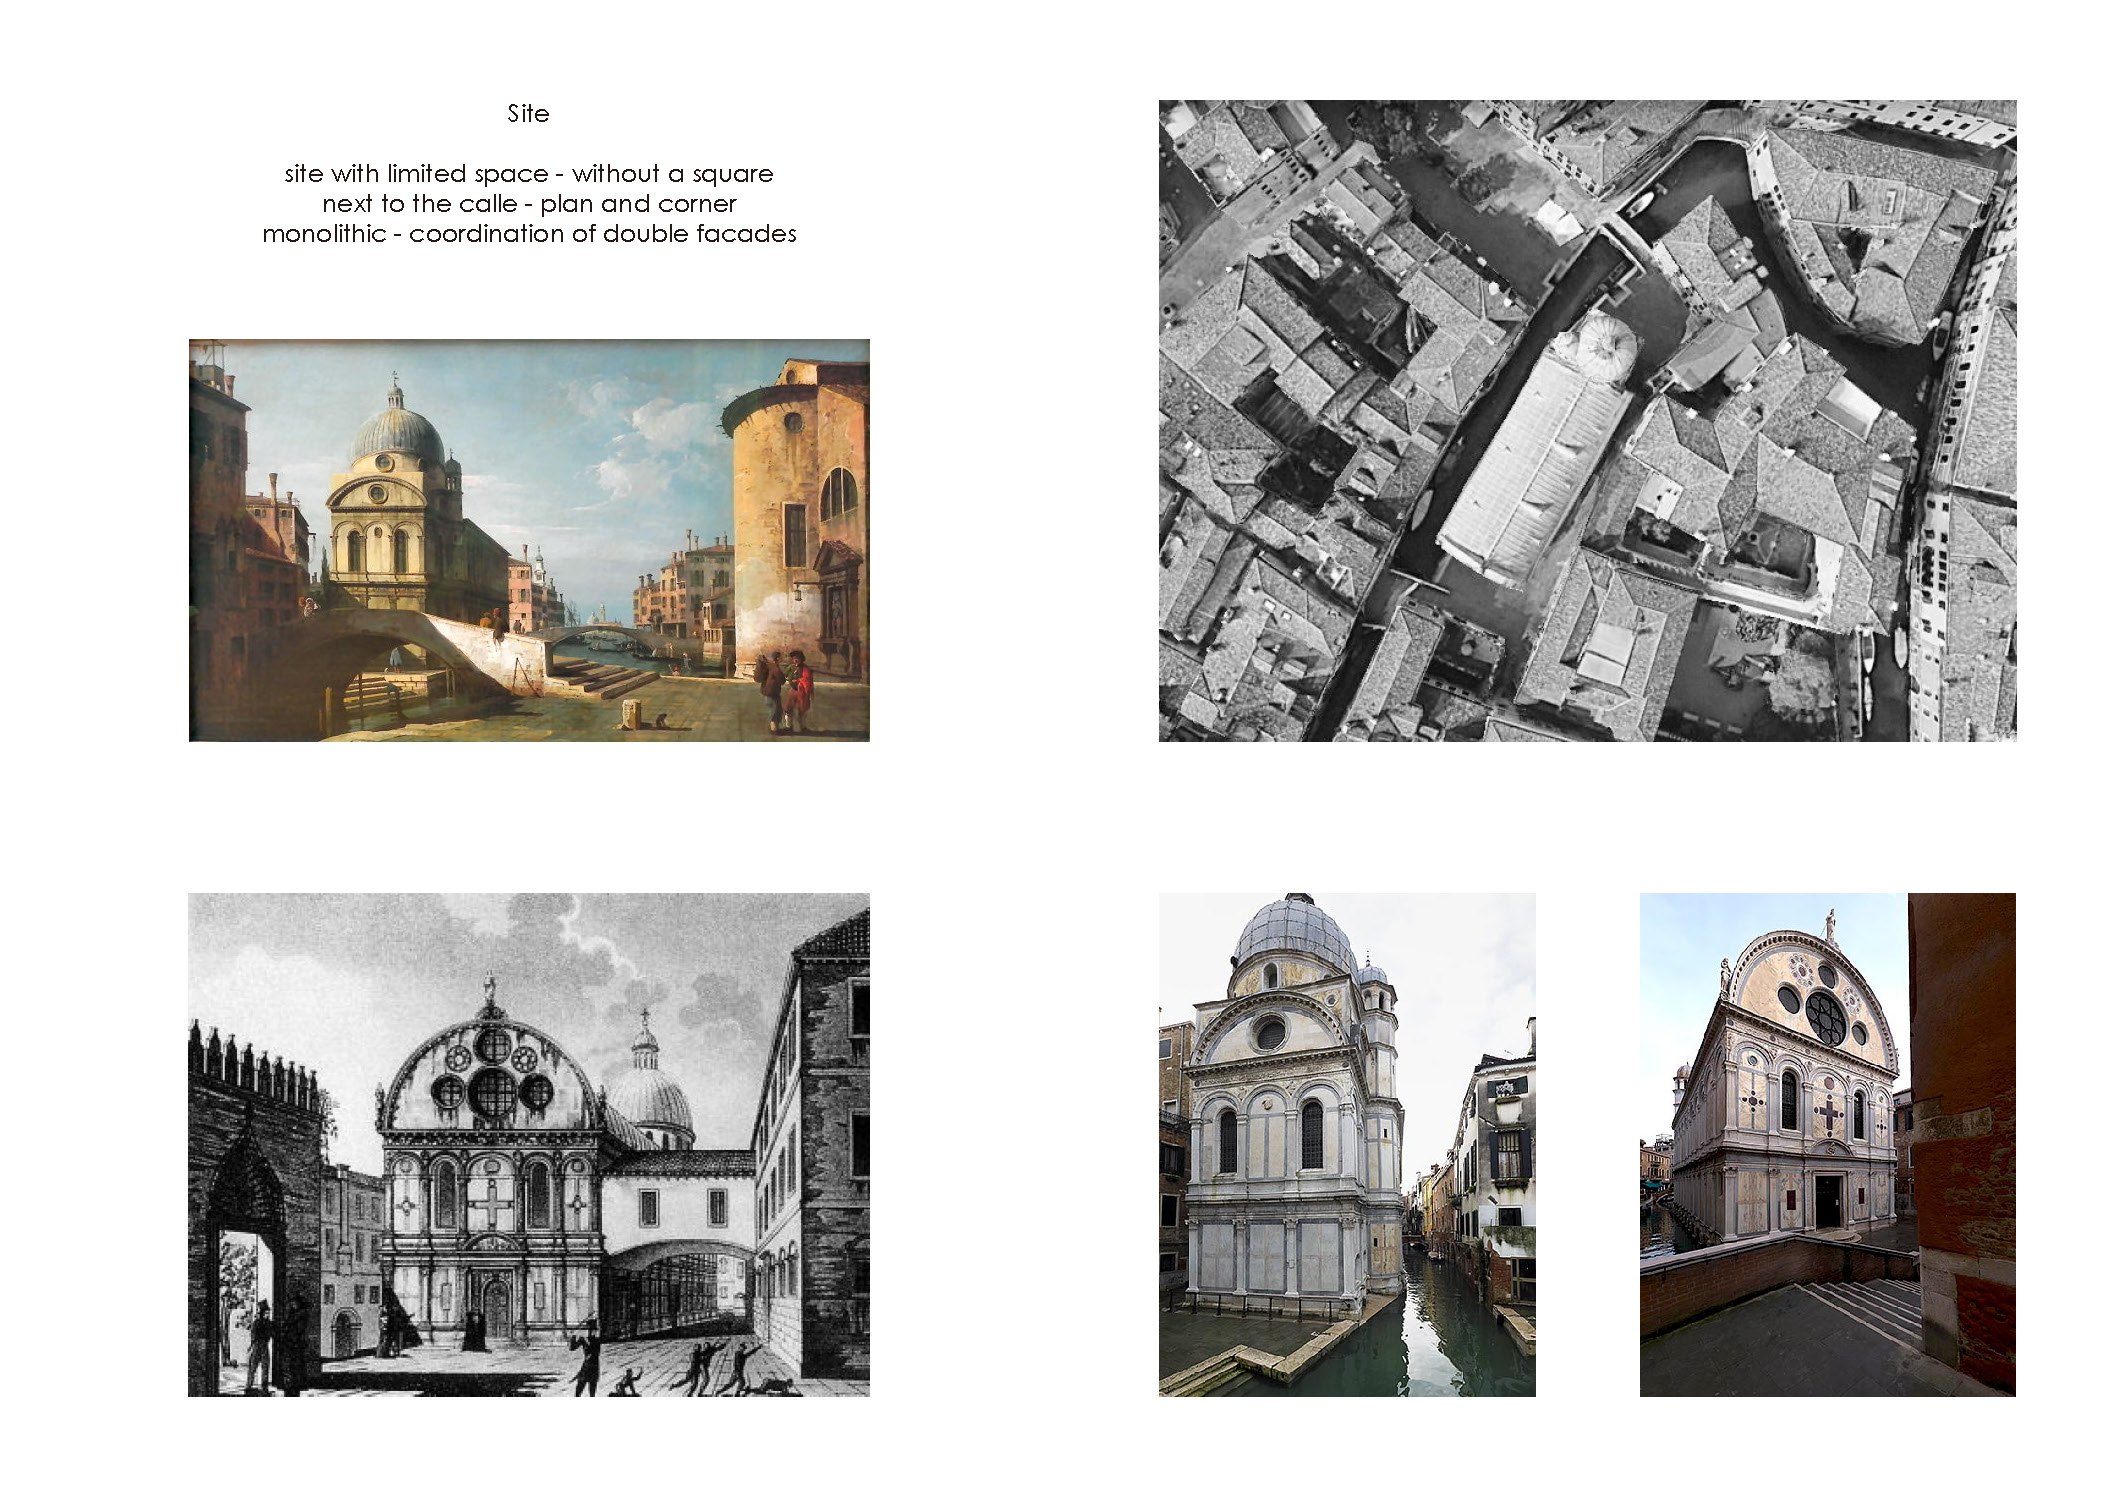 Site
site with limited space - without a square
next to the calle - plan and corner
monolithic - coordination of double facades